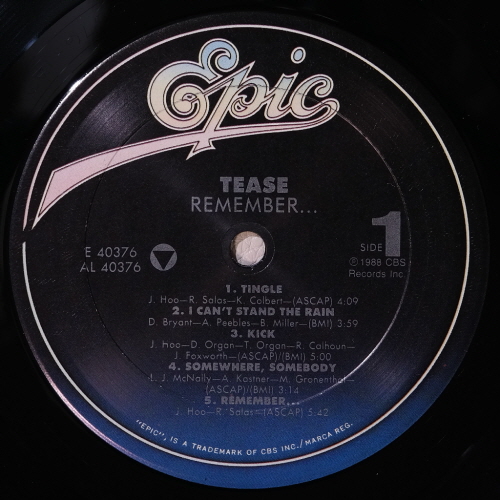 Epic
TEASE
REMEMBER...
E 40376
AL 40376
SIDE 1
℗ 1988 CBS
Records Inc.
1. TINGLE
J. Hoo—R. Salas—K. Colbert—(ASCAP) 4:09
2. I CAN'T STAND THE RAIN
D. Bryant—A. Peebles—B. Miller—(BMI) 3:59
3. KICK
J. Hoo—D. Organ—T. Organ—R. Calhoun—
J. Foxworth—(ASCAP)/(BMI) 5:00
4. SOMEWHERE, SOMEBODY
L. J. McNally—A. Kostner—M. Gronenthal—
(ASCAP)/(BMI) 3:14
5. REMEMBER...
J. Hoo—R. Salas—(ASCAP) 5:42
"EPIC", IS A TRADEMARK OF CBS INC./MARCA REG.